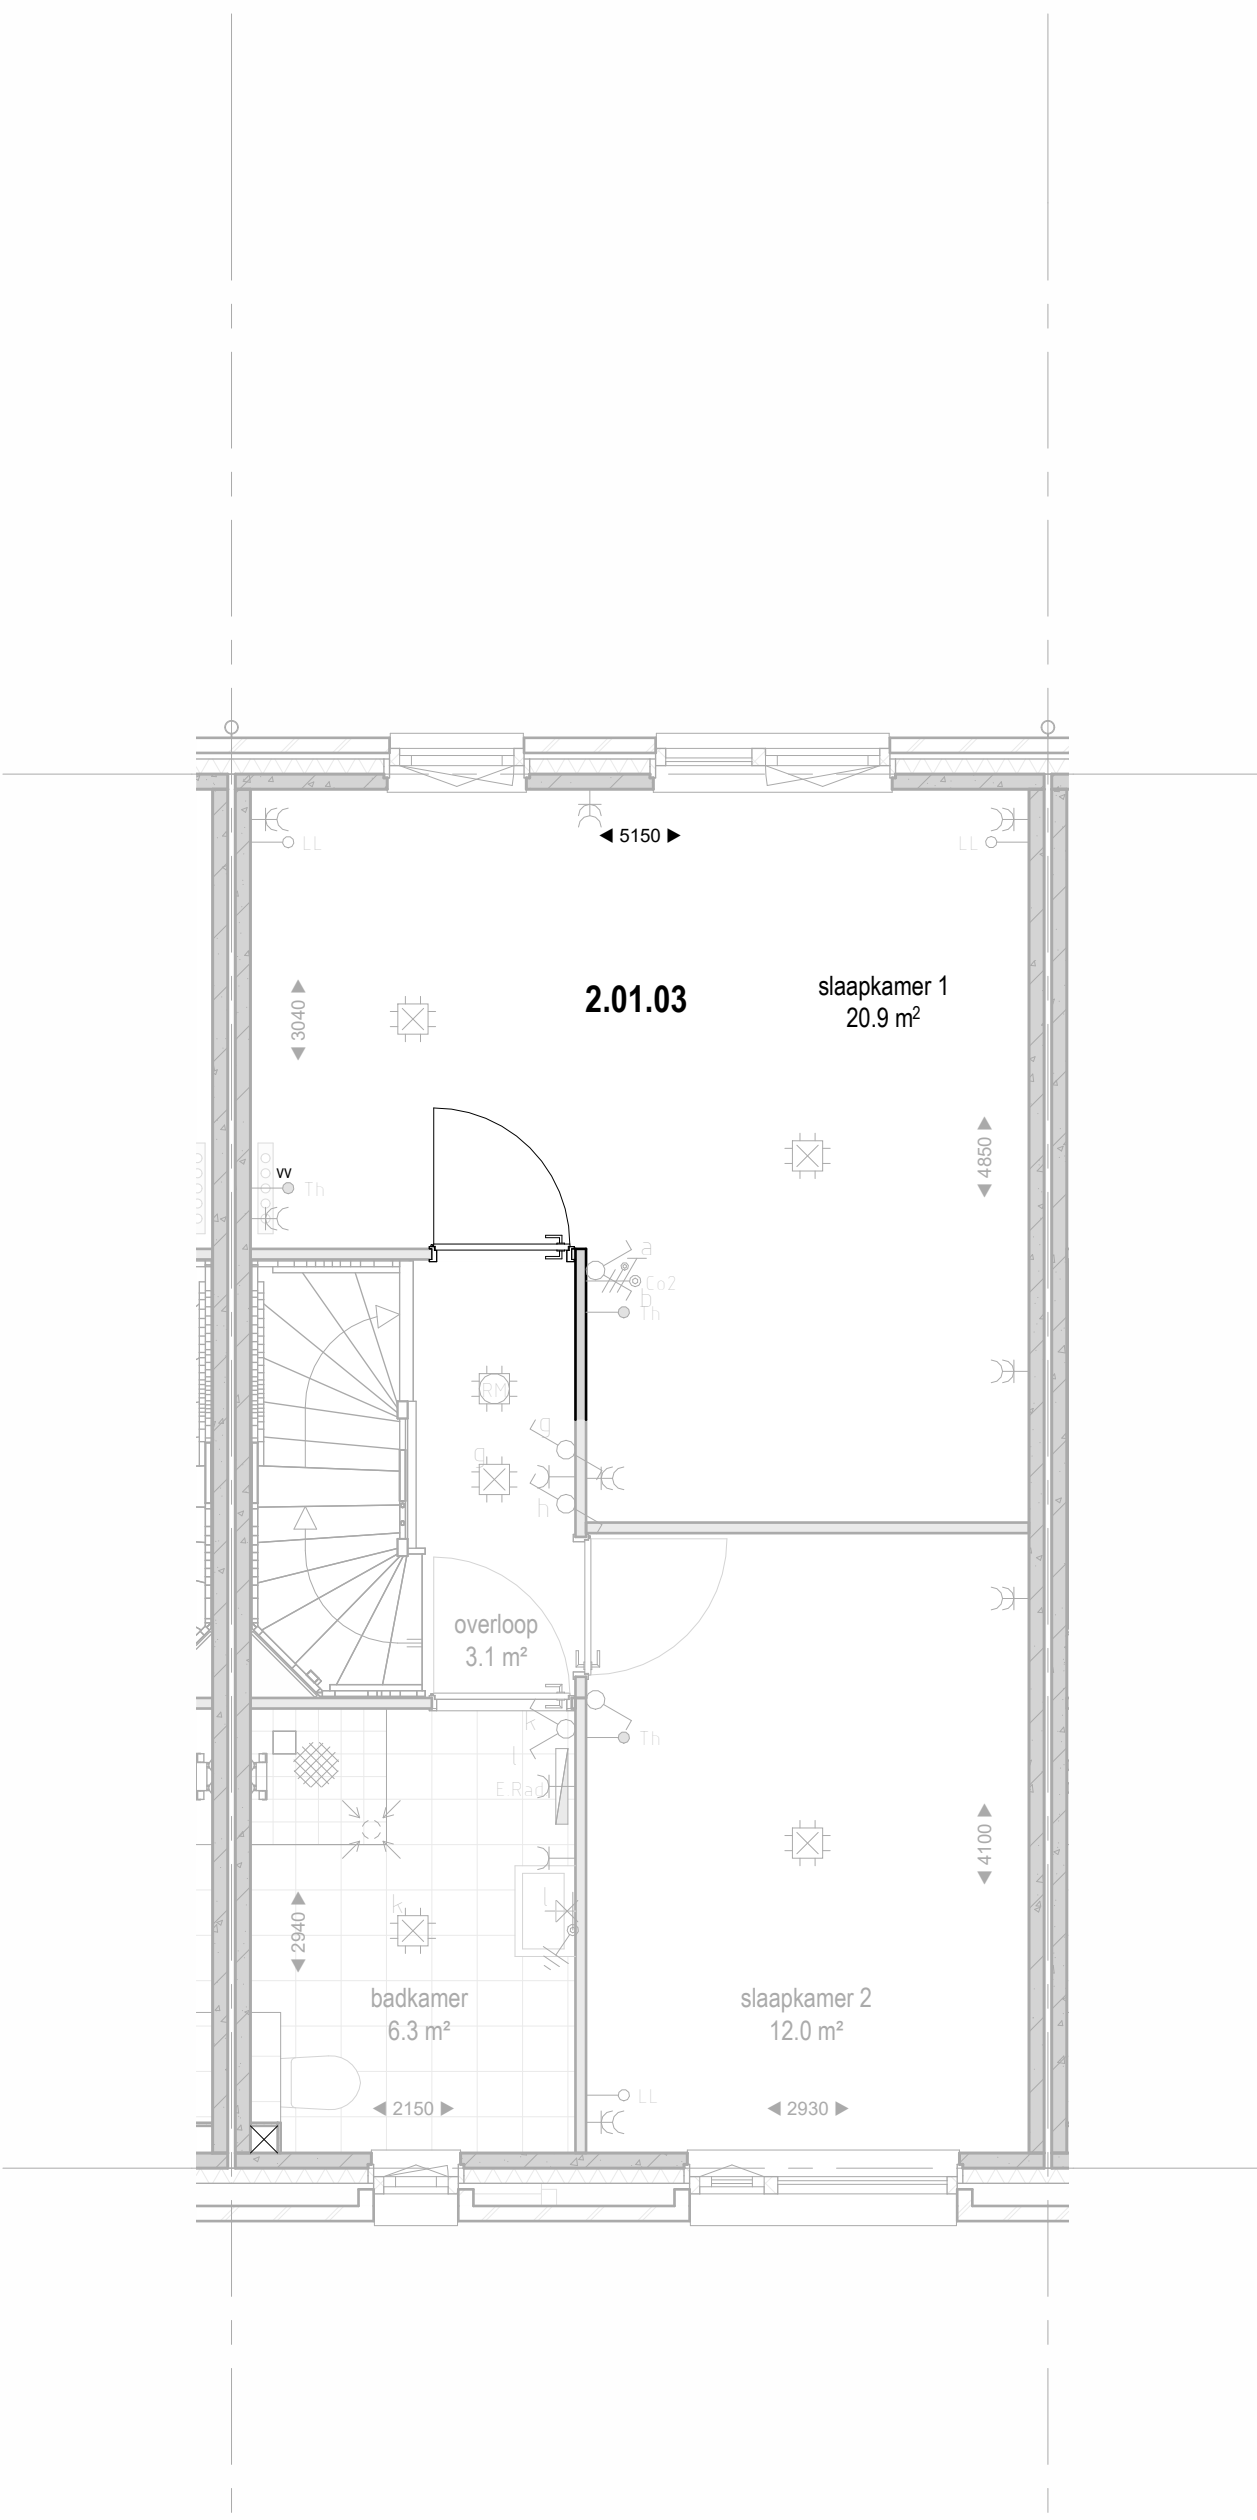 LL
5150
LL
2.01.03
slaapkamer 1
20.9 m²
3040
4850
VV
Th
a
Co2
b
Th
RM
g
g
h
overloop
3.1 m²
k
l
Th
E Rad
4100
k
l
2940
badkamer
6.3 m²
slaapkamer 2
12.0 m²
LL
2150
2930